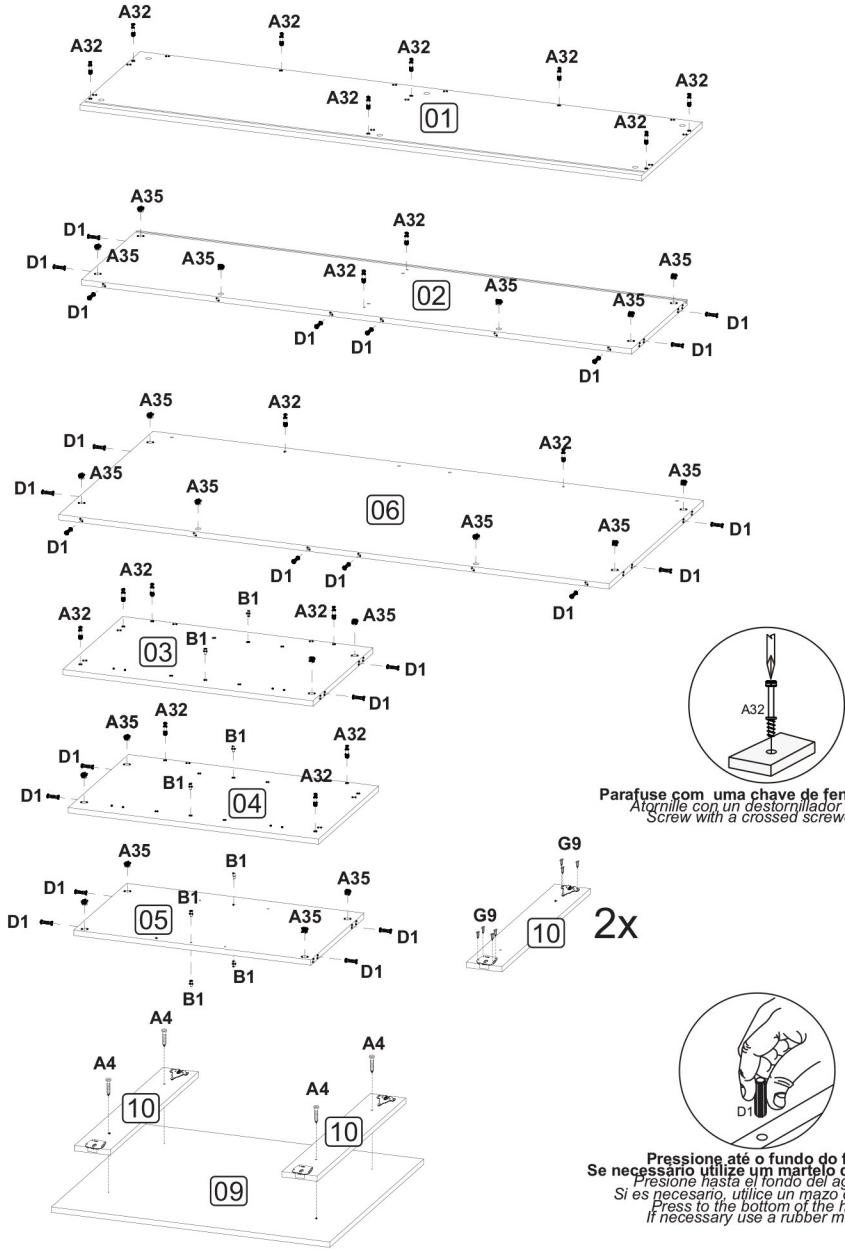 A32
A32
A32
A32
A32
A32
A32
A32
01
A35
D1
A32
A35
D1
A35
A32
A35
02
A35
A35
D1
D1
D1
D1
D1
D1
A35
A32
A32
D1
A35
A35
D1
A35
06
A35
A35
D1
D1
D1
D1
D1
D1
A32
A32
B1
A32
A35
B1
03
D1
D1
A32
Parafuse com uma chave de fen
Atornille con un destornillador
Screw with a crossed screw
A35
A32
B1
A32
D1
B1
04
A32
D1
A35
B1
A35
D1
B1
05
A35
D1
D1
D1
B1
B1
G9
G9
10
2x
A4
A4
A4
A4
10
10
09
D1
Pressione até o fundo do f
Se necessário utilize um martelo d
Presione hasta el fondo del ag
Si es necesario, utilice un mazo
Press to the bottom of the h
If necessary use a rubber m